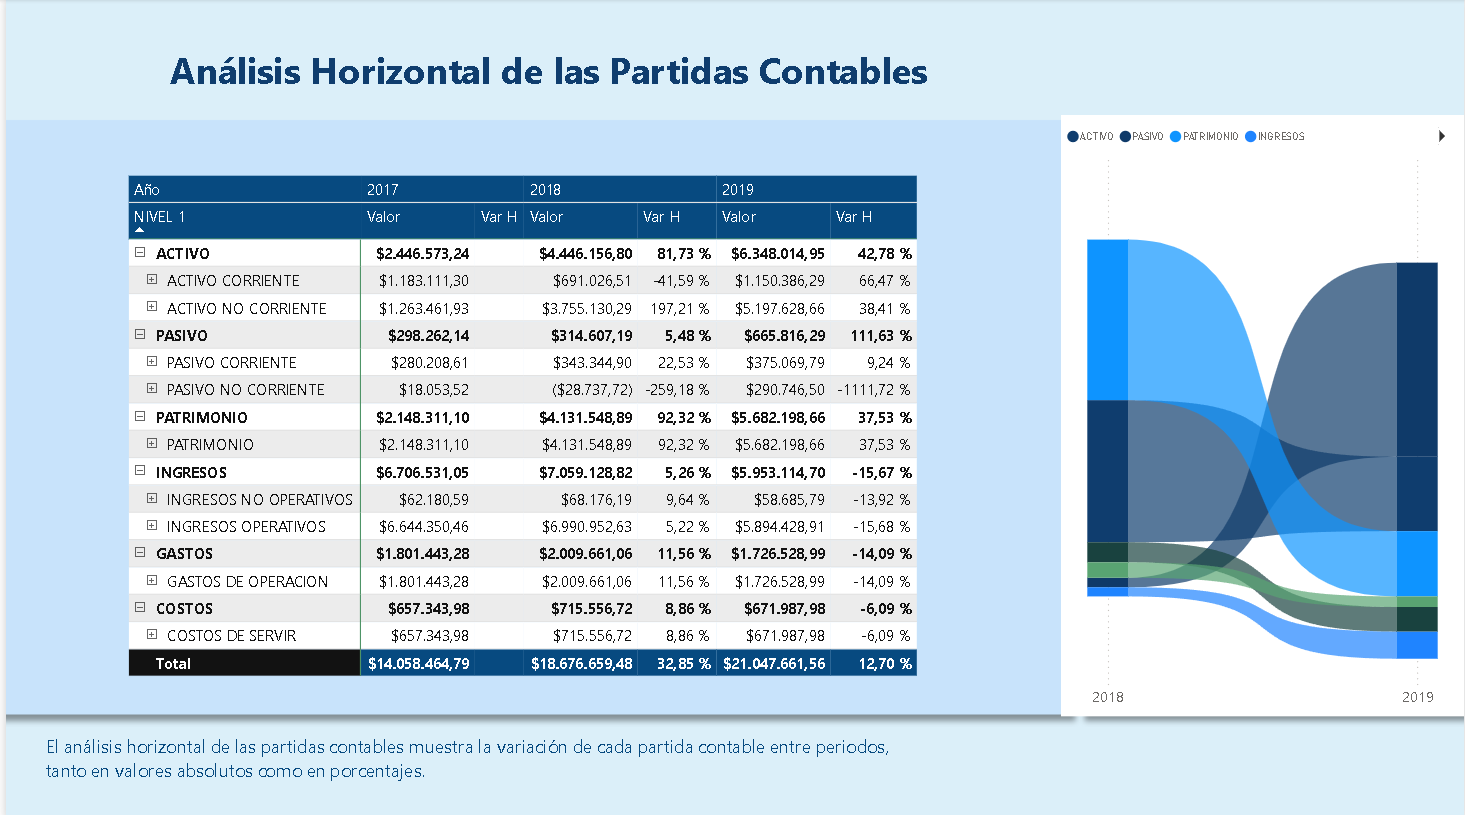 Análisis Horizontal de las Partidas Contables
ACTIVO PASIVO PATRIMONIO INGRESOS
Año 2017 2018 2019
NIVEL 1 Valor Var H Valor Var H Valor Var H
ACTIVO $2.446.573,24 $4.446.156,80 81,73 % $6.348.014,95 42,78 %
ACTIVO CORRIENTE $1.183.111,30 $691.026,51 -41,59 % $1.150.386,29 66,47 %
ACTIVO NO CORRIENTE $1.263.461,93 $3.755.130,29 197,21 % $5.197.628,66 38,41 %
PASIVO $298.262,14 $314.607,19 5,48 % $665.816,29 111,63 %
PASIVO CORRIENTE $280.208,61 $343.344,90 22,53 % $375.069,79 9,24 %
PASIVO NO CORRIENTE $18.053,52 ($28.737,72) -259,18 % $290.746,50 -1111,72 %
PATRIMONIO $2.148.311,10 $4.131.548,89 92,32 % $5.682.198,66 37,53 %
PATRIMONIO $2.148.311,10 $4.131.548,89 92,32 % $5.682.198,66 37,53 %
INGRESOS $6.706.531,05 $7.059.128,82 5,26 % $5.953.114,70 -15,67 %
INGRESOS NO OPERATIVOS $62.180,59 $68.176,19 9,64 % $58.685,79 -13,92 %
INGRESOS OPERATIVOS $6.644.350,46 $6.990.952,63 5,22 % $5.894.428,91 -15,68 %
GASTOS $1.801.443,28 $2.009.661,06 11,56 % $1.726.528,99 -14,09 %
GASTOS DE OPERACION $1.801.443,28 $2.009.661,06 11,56 % $1.726.528,99 -14,09 %
COSTOS $657.343,98 $715.556,72 8,86 % $671.987,98 -6,09 %
COSTOS DE SERVIR $657.343,98 $715.556,72 8,86 % $671.987,98 -6,09 %
Total $14.058.464,79 $18.676.659,48 32,85 % $21.047.661,56 12,70 %
2018 2019
El análisis horizontal de las partidas contables muestra la variación de cada partida contable entre periodos,
tanto en valores absolutos como en porcentajes.